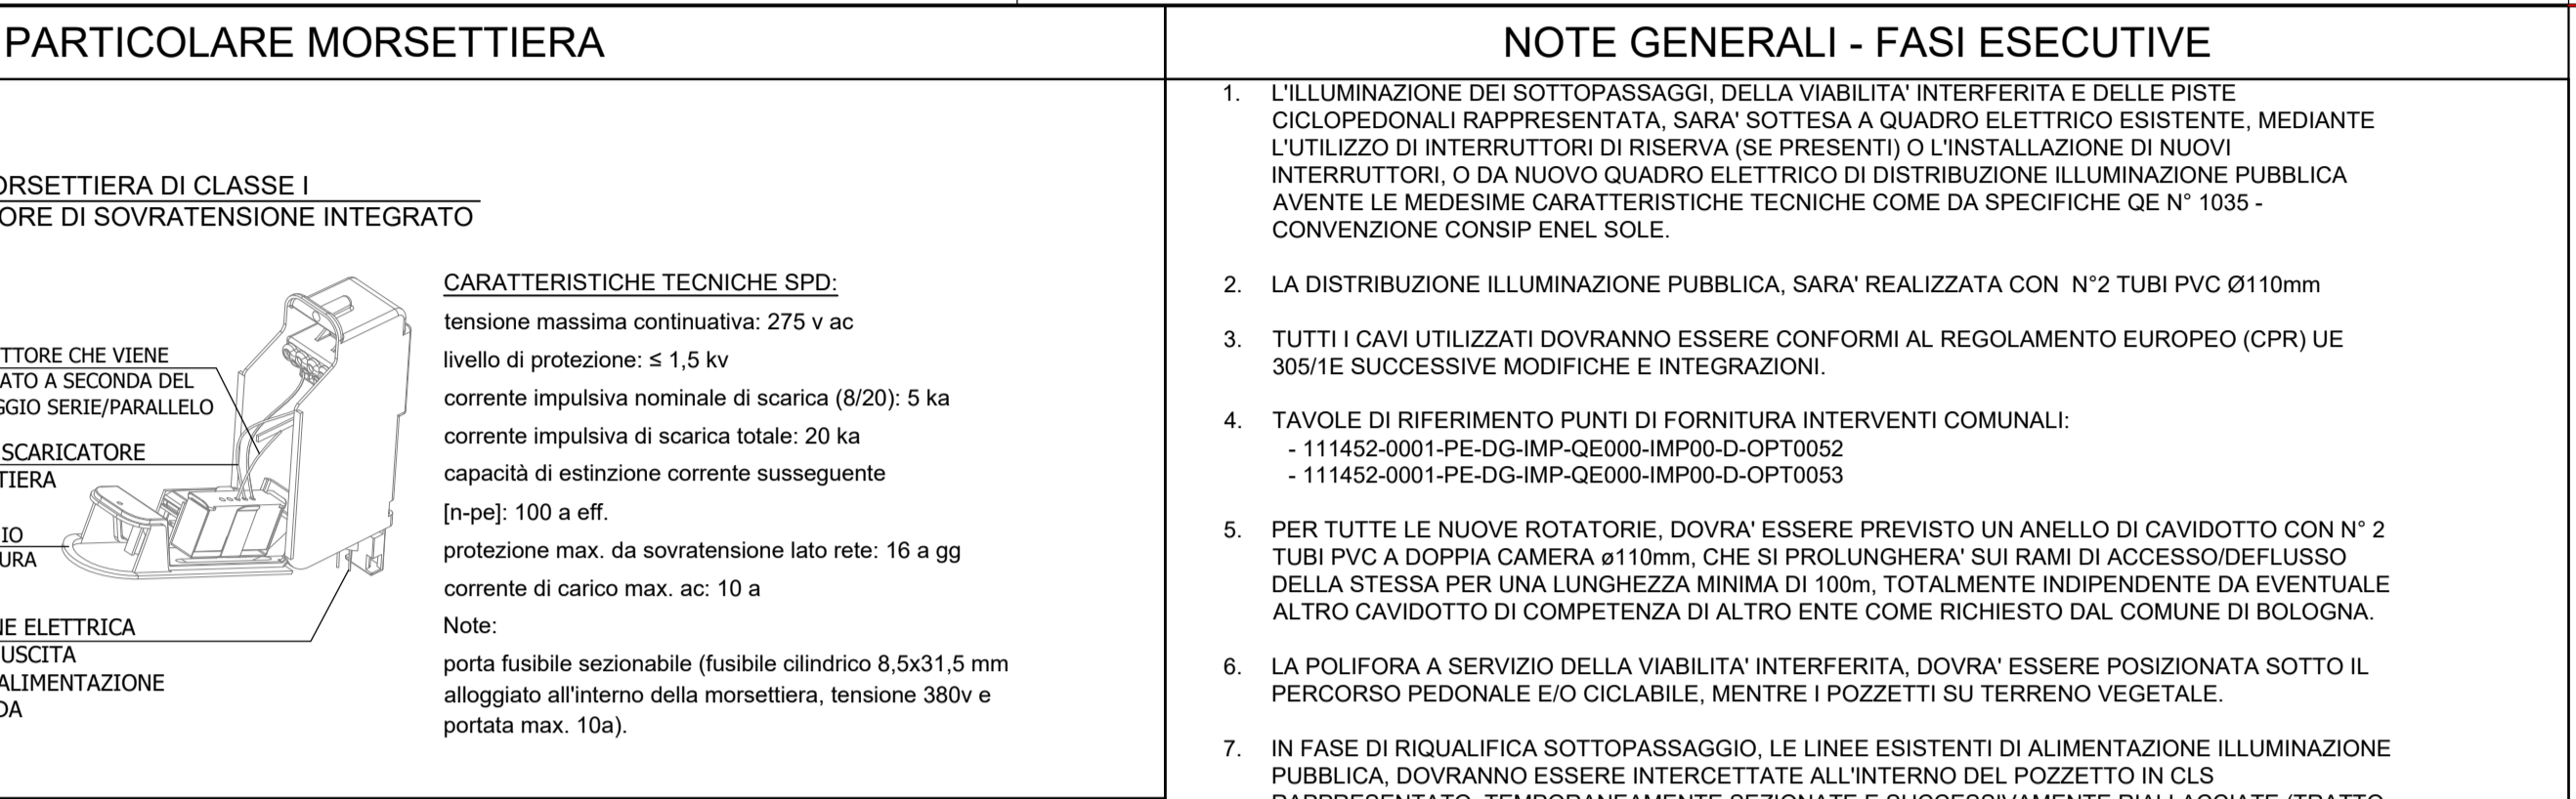 PARTICOLARE MORSETTIERA
ORSETTIERA DI CLASSE I
ORE DI SOVRATENSIONE INTEGRATO
TTORE CHE VIENE
ATO A SECONDA DEL
GGIO SERIE/PARALLELO
SCARICATORE
TIERA
IO
URA
NE ELETTRICA
USCITA
ALIMENTAZIONE
DA
CARATTERISTICHE TECNICHE SPD:
tensione massima continuativa: 275 v ac
livello di protezione: ≤ 1,5 kv
corrente impulsiva nominale di scarica (8/20): 5 ka
corrente impulsiva di scarica totale: 20 ka
capacità di estinzione corrente susseguente
[n-pe]: 100 a eff.
protezione max. da sovratensione lato rete: 16 a gg
corrente di carico max. ac: 10 a
Note:
porta fusibile sezionabile (fusibile cilindrico 8,5x31,5 mm
alloggiato all'interno della morsettiera, tensione 380v e
portata max. 10a).
NOTE GENERALI - FASI ESECUTIVE
1. L'ILLUMINAZIONE DEI SOTTOPASSAGGI, DELLA VIABILITA' INTERFERITA E DELLE PISTE
CICLOPEDONALI RAPPRESENTATA, SARA' SOTTESA A QUADRO ELETTRICO ESISTENTE, MEDIANTE
L'UTILIZZO DI INTERRUTTORI DI RISERVA (SE PRESENTI) O L'INSTALLAZIONE DI NUOVI
INTERRUTTORI, O DA NUOVO QUADRO ELETTRICO DI DISTRIBUZIONE ILLUMINAZIONE PUBBLICA
AVENTE LE MEDESIME CARATTERISTICHE TECNICHE COME DA SPECIFICHE QE N° 1035 -
CONVENZIONE CONSIP ENEL SOLE.
2. LA DISTRIBUZIONE ILLUMINAZIONE PUBBLICA, SARA' REALIZZATA CON N°2 TUBI PVC Ø110mm
3. TUTTI I CAVI UTILIZZATI DOVRANNO ESSERE CONFORMI AL REGOLAMENTO EUROPEO (CPR) UE
305/1E SUCCESSIVE MODIFICHE E INTEGRAZIONI.
4. TAVOLE DI RIFERIMENTO PUNTI DI FORNITURA INTERVENTI COMUNALI:
- 111452-0001-PE-DG-IMP-QE000-IMP00-D-OPT0052
- 111452-0001-PE-DG-IMP-QE000-IMP00-D-OPT0053
5. PER TUTTE LE NUOVE ROTATORIE, DOVRA' ESSERE PREVISTO UN ANELLO DI CAVIDOTTO CON N° 2
TUBI PVC A DOPPIA CAMERA ø110mm, CHE SI PROLUNGHERA' SUI RAMI DI ACCESSO/DEFLUSSO
DELLA STESSA PER UNA LUNGHEZZA MINIMA DI 100m, TOTALMENTE INDIPENDENTE DA EVENTUALE
ALTRO CAVIDOTTO DI COMPETENZA DI ALTRO ENTE COME RICHIESTO DAL COMUNE DI BOLOGNA.
6. LA POLIFORA A SERVIZIO DELLA VIABILITA' INTERFERITA, DOVRA' ESSERE POSIZIONATA SOTTO IL
PERCORSO PEDONALE E/O CICLABILE, MENTRE I POZZETTI SU TERRENO VEGETALE.
7. IN FASE DI RIQUALIFICA SOTTOPASSAGGIO, LE LINEE ESISTENTI DI ALIMENTAZIONE ILLUMINAZIONE
PUBBLICA, DOVRANNO ESSERE INTERCETTATE ALL'INTERNO DEL POZZETTO IN CLS